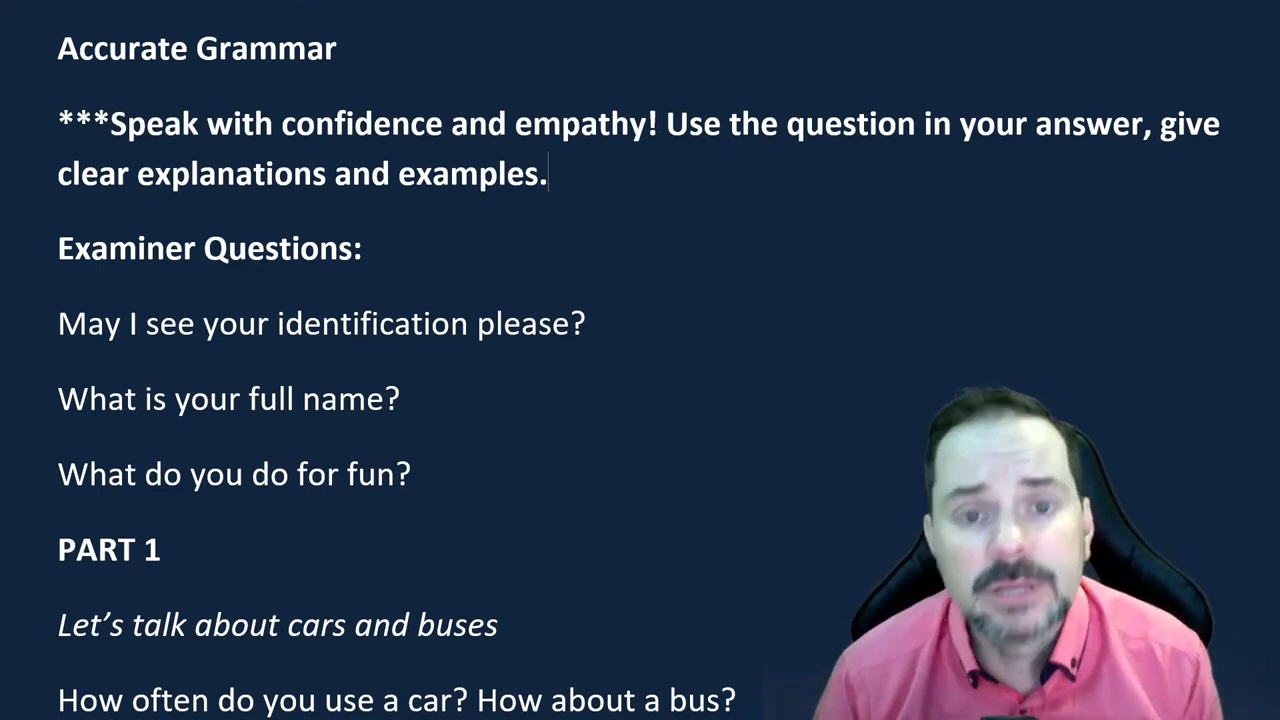 Accurate Grammar
***Speak with confidence and empathy! Use the question in your answer, give
clear explanations and examples.
Examiner Questions:
May I see your identification please?
What is your full name?
What do you do for fun?
PART 1
Let’s talk about cars and buses
How often do you use a car? How about a bus?